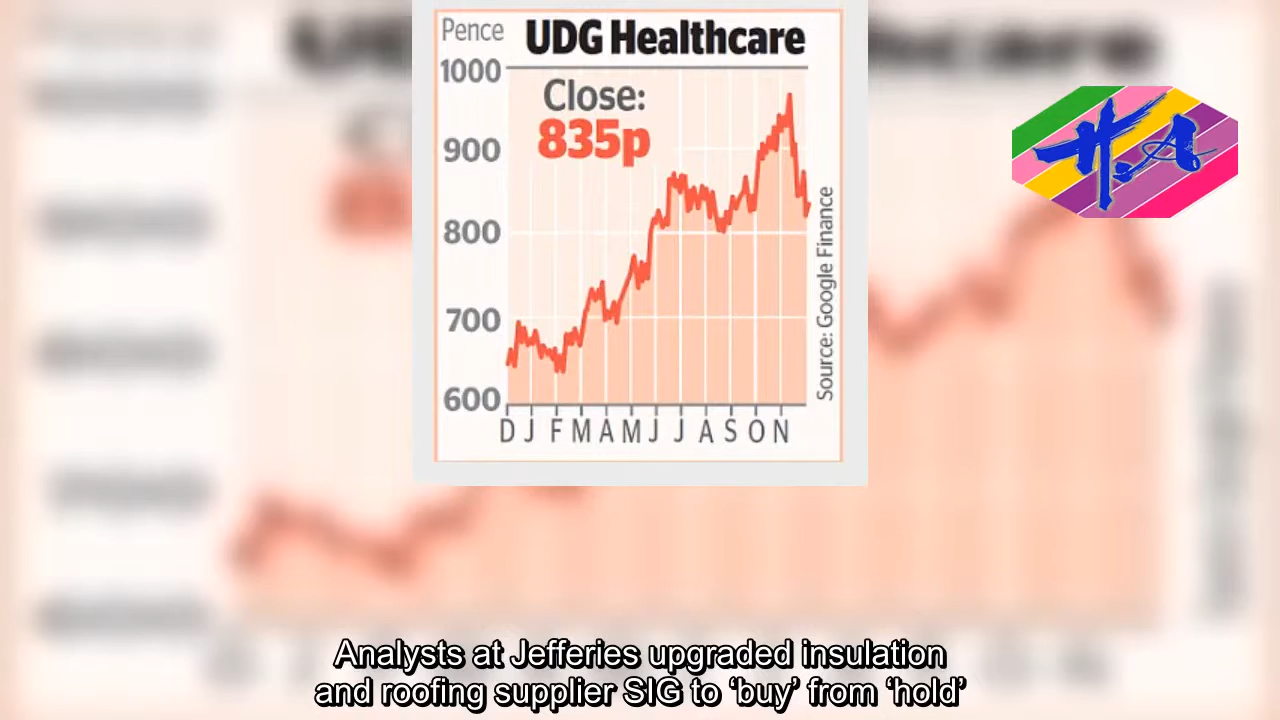 Pence
UDG Healthcare
1000
Close:
835p
900
800
700
600
D J F M A M J J A S O N
Source: Google Finance
H.A
Analysts at Jefferies upgraded insulation
and roofing supplier SIG to ‘buy’ from ‘hold’